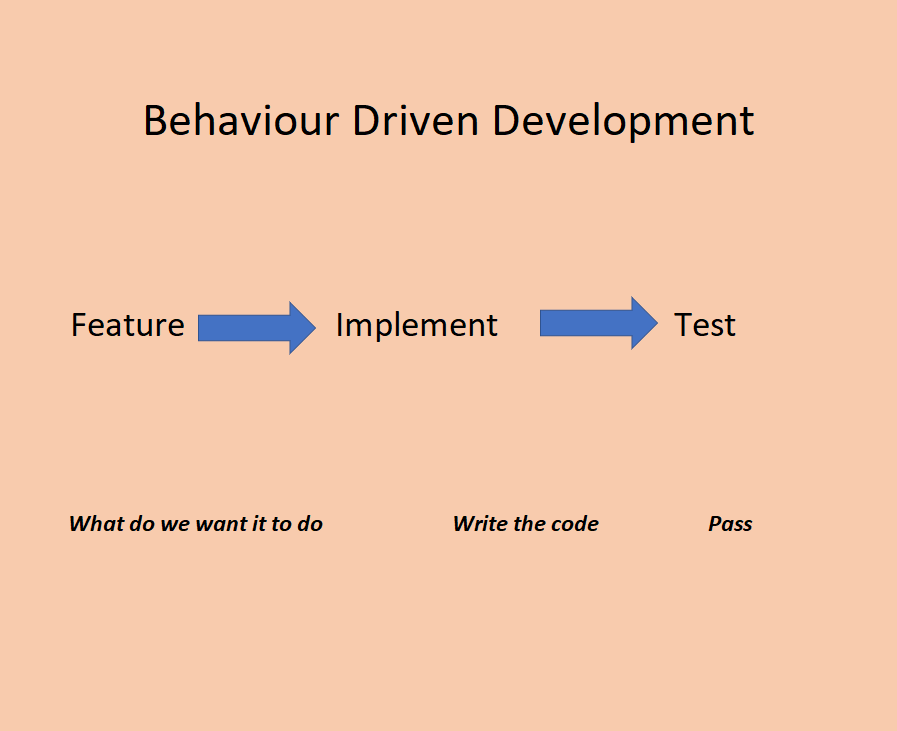 Behaviour Driven Development
Feature Implement Test
What do we want it to do Write the code Pass